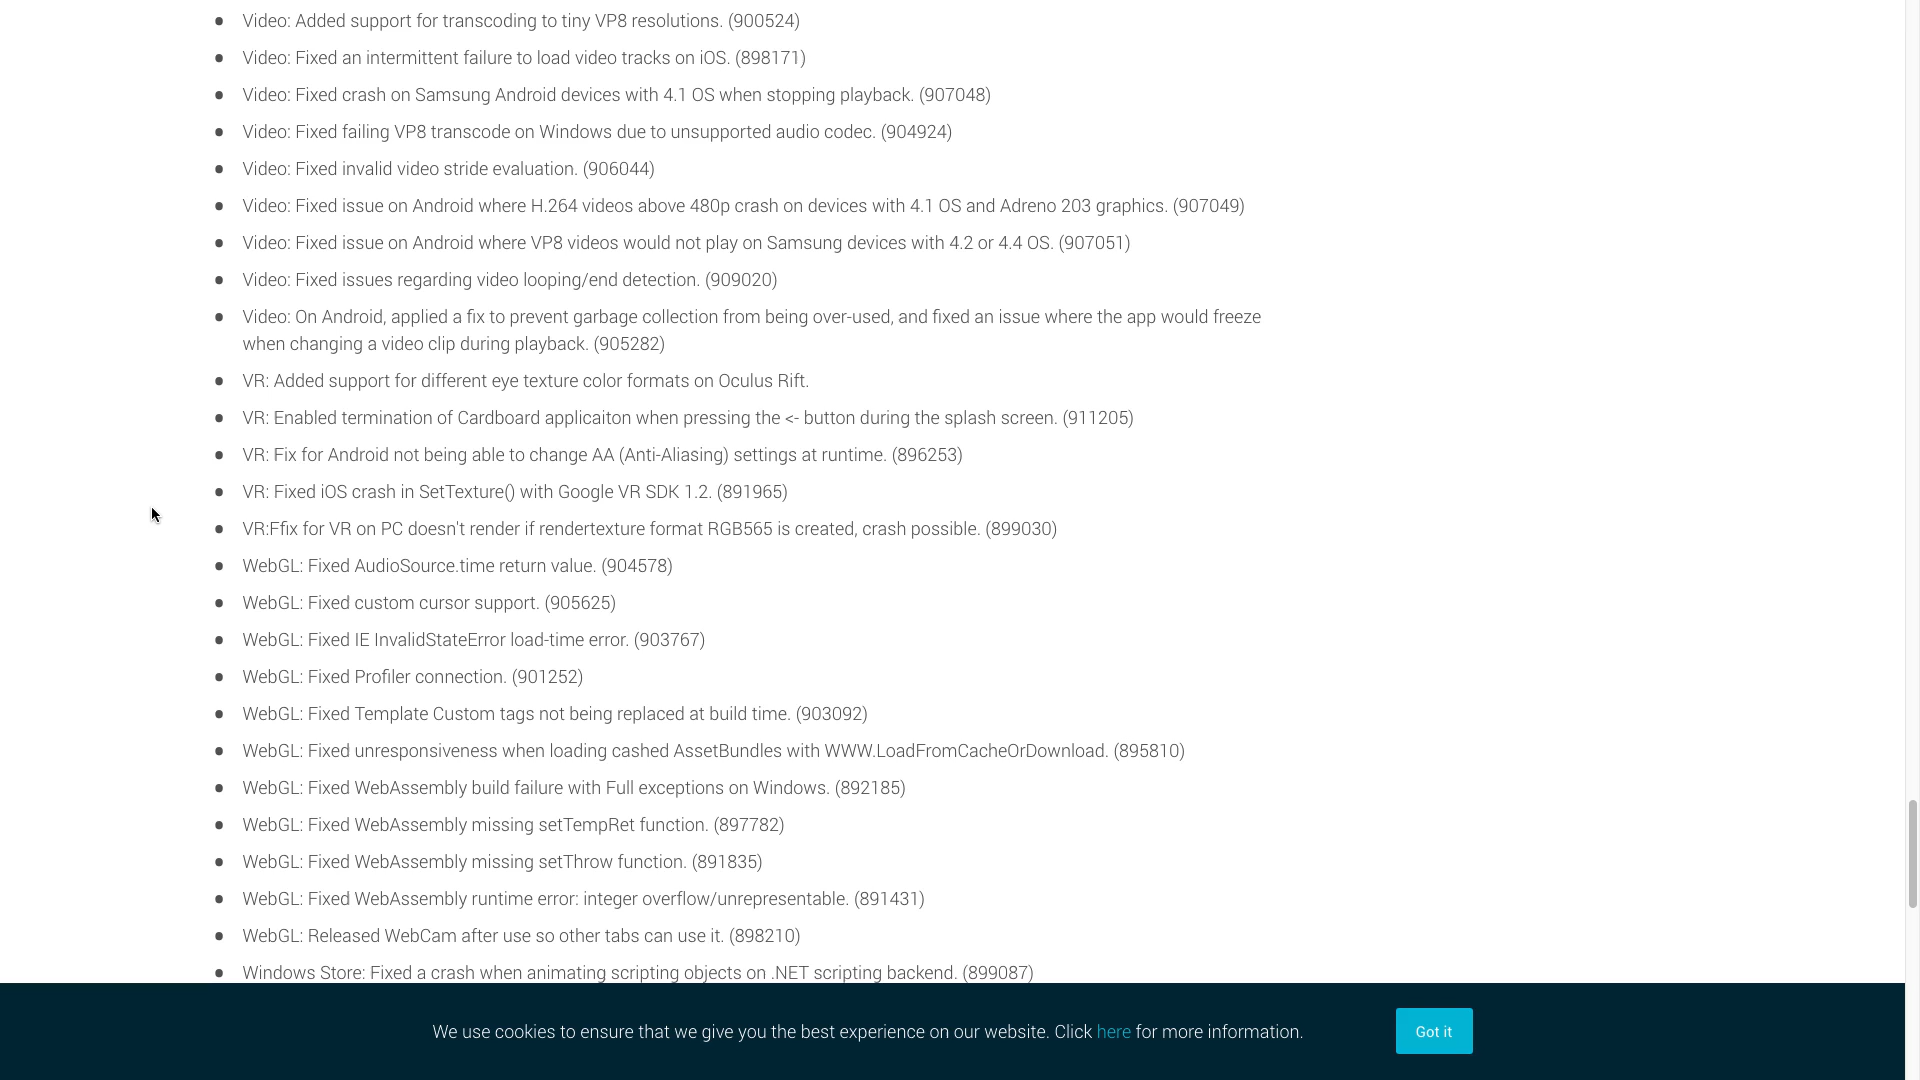 Video: Added support for transcoding to tiny VP8 resolutions. (900524)
Video: Fixed an intermittent failure to load video tracks on iOS. (898171)
Video: Fixed crash on Samsung Android devices with 4.1 OS when stopping playback. (907048)
Video: Fixed failing VP8 transcode on Windows due to unsupported audio codec. (904924)
Video: Fixed invalid video stride evaluation. (906044)
Video: Fixed issue on Android where H.264 videos above 480p crash on devices with 4.1 OS and Adreno 203 graphics. (907049)
Video: Fixed issue on Android where VP8 videos would not play on Samsung devices with 4.2 or 4.4 OS. (907051)
Video: Fixed issues regarding video looping/end detection. (909020)
Video: On Android, applied a fix to prevent garbage collection from being over-used, and fixed an issue where the app would freeze
when changing a video clip during playback. (905282)
VR: Added support for different eye texture color formats on Oculus Rift.
VR: Enabled termination of Cardboard applicaiton when pressing the <- button during the splash screen. (911205)
VR: Fix for Android not being able to change AA (Anti-Aliasing) settings at runtime. (896253)
VR: Fixed iOS crash in SetTexture() with Google VR SDK 1.2. (891965)
VR:Ffix for VR on PC doesn't render if rendertexture format RGB565 is created, crash possible. (899030)
WebGL: Fixed AudioSource.time return value. (904578)
WebGL: Fixed custom cursor support. (905625)
WebGL: Fixed IE InvalidStateError load-time error. (903767)
WebGL: Fixed Profiler connection. (901252)
WebGL: Fixed Template Custom tags not being replaced at build time. (903092)
WebGL: Fixed unresponsiveness when loading cashed AssetBundles with WWW.LoadFromCacheOrDownload. (895810)
WebGL: Fixed WebAssembly build failure with Full exceptions on Windows. (892185)
WebGL: Fixed WebAssembly missing setTempRet function. (897782)
WebGL: Fixed WebAssembly missing setThrow function. (891835)
WebGL: Fixed WebAssembly runtime error: integer overflow/unrepresentable. (891431)
WebGL: Released WebCam after use so other tabs can use it. (898210)
Windows Store: Fixed a crash when animating scripting objects on .NET scripting backend. (899087)
We use cookies to ensure that we give you the best experience on our website. Click here for more information.
Got it